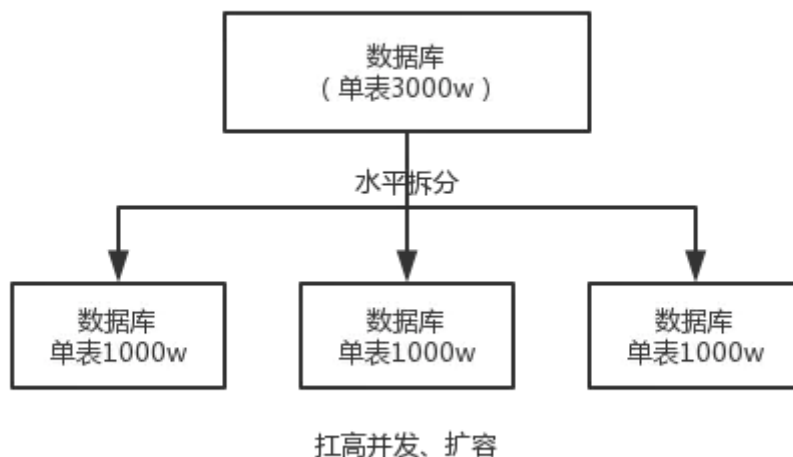 数据库
（单表3000w）
水平拆分
数据库
单表1000w
数据库
单表1000w
数据库
单表1000w
扛高并发、扩容